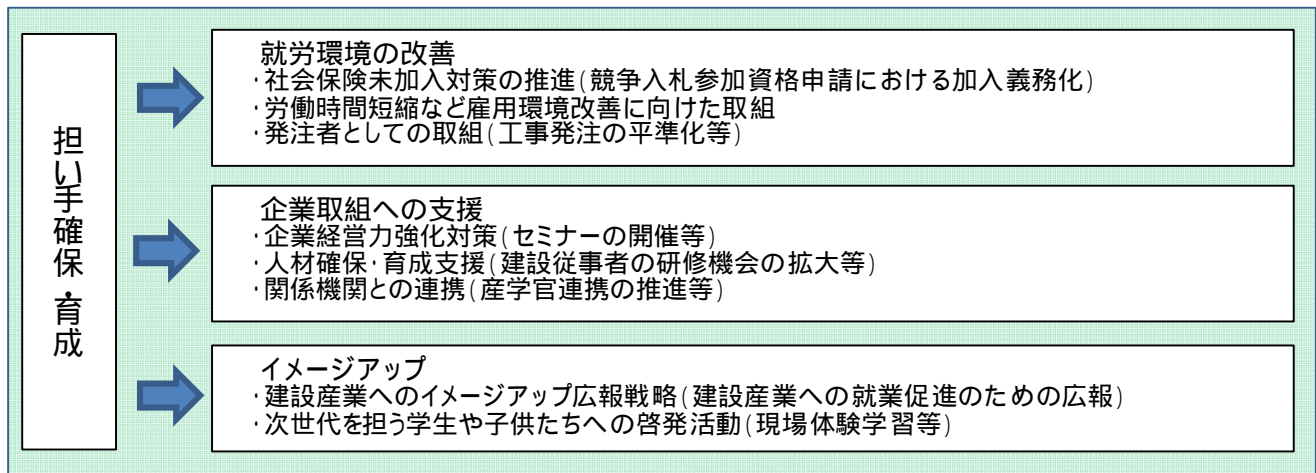 担い手確保・育成
就労環境の改善
・社会保険未加入対策の推進(競争入札参加資格申請における加入義務化)
・労働時間短縮など雇用環境改善に向けた取組
・発注者としての取組(工事発注の平準化等)
企業取組への支援
・企業経営力強化対策(セミナーの開催等)
・人材確保・育成支援(建設従事者の研修機会の拡大等)
・関係機関との連携(産学官連携の推進等)
イメージアップ
・建設産業へのイメージアップ広報戦略(建設産業への就業促進のための広報)
・次世代を担う学生や子供たちへの啓発活動(現場体験学習等)